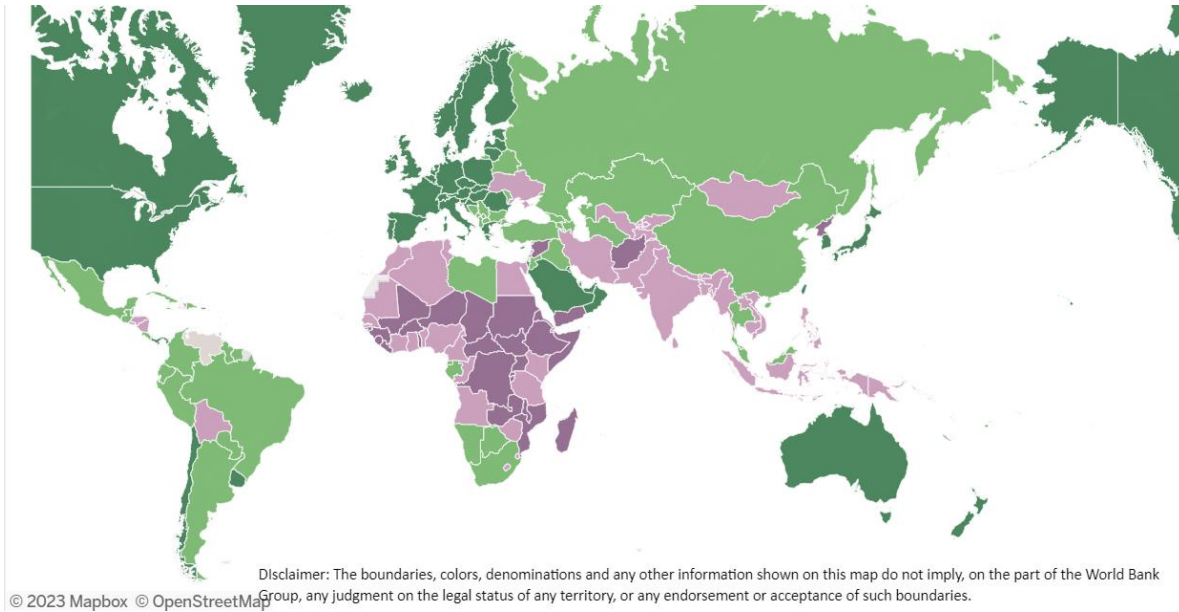 Disclaimer: The boundaries, colors, denominations and any other information shown on this map do not imply, on the part of the World Bank
Group, any judgment on the legal status of any territory, or any endorsement or acceptance of such boundaries.
© 2023 Mapbox © OpenStreetMap